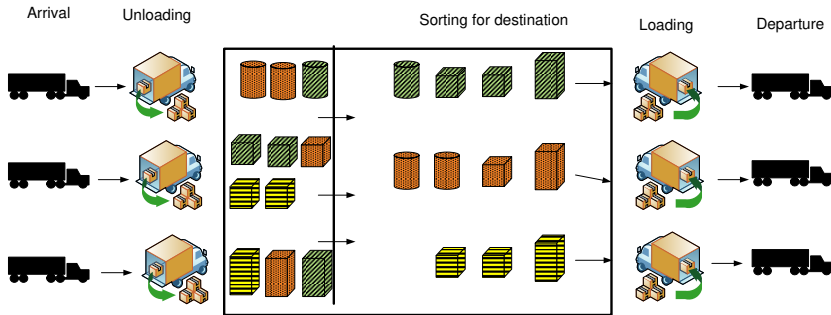 Arrival
Unloading
Sorting for destination
Loading
Departure